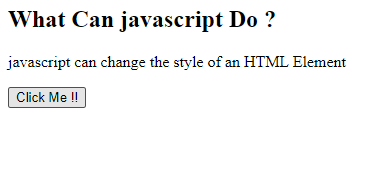 What Can javascript Do ?
javascript can change the style of an HTML Element
Click Me !!